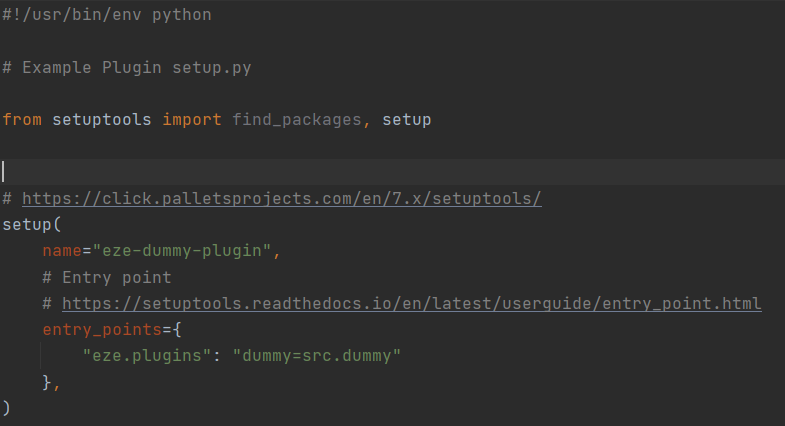 #!/usr/bin/env python
# Example Plugin setup.py
from setuptools import find_packages, setup
# https://click.palletsprojects.com/en/7.x/setuptools/
setup(
    name="eze-dummy-plugin",
    # Entry point
    # https://setuptools.readthedocs.io/en/latest/userguide/entry_point.html
    entry_points={
        "eze.plugins": "dummy=src.dummy"
    },
)